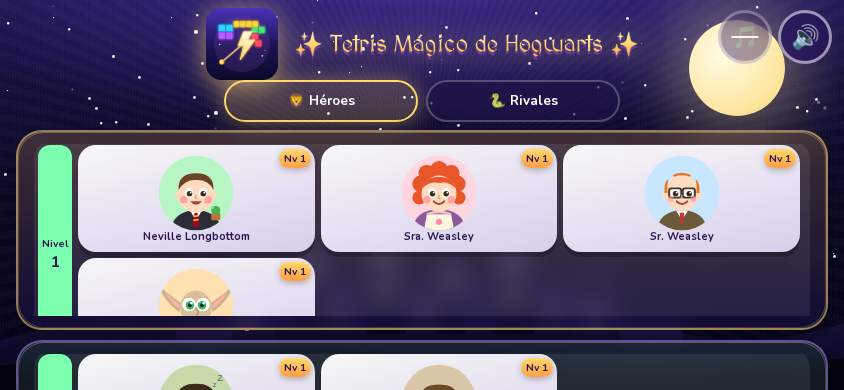 ✨ Tetris Mágico de Hogwarts ✨
🦁 Héroes
🐍 Rivales
Nivel
1
Nv 1
Neville Longbottom
Nv 1
Sra. Weasley
Nv 1
Sr. Weasley
Nv 1
Nv 1
z z
Nv 1